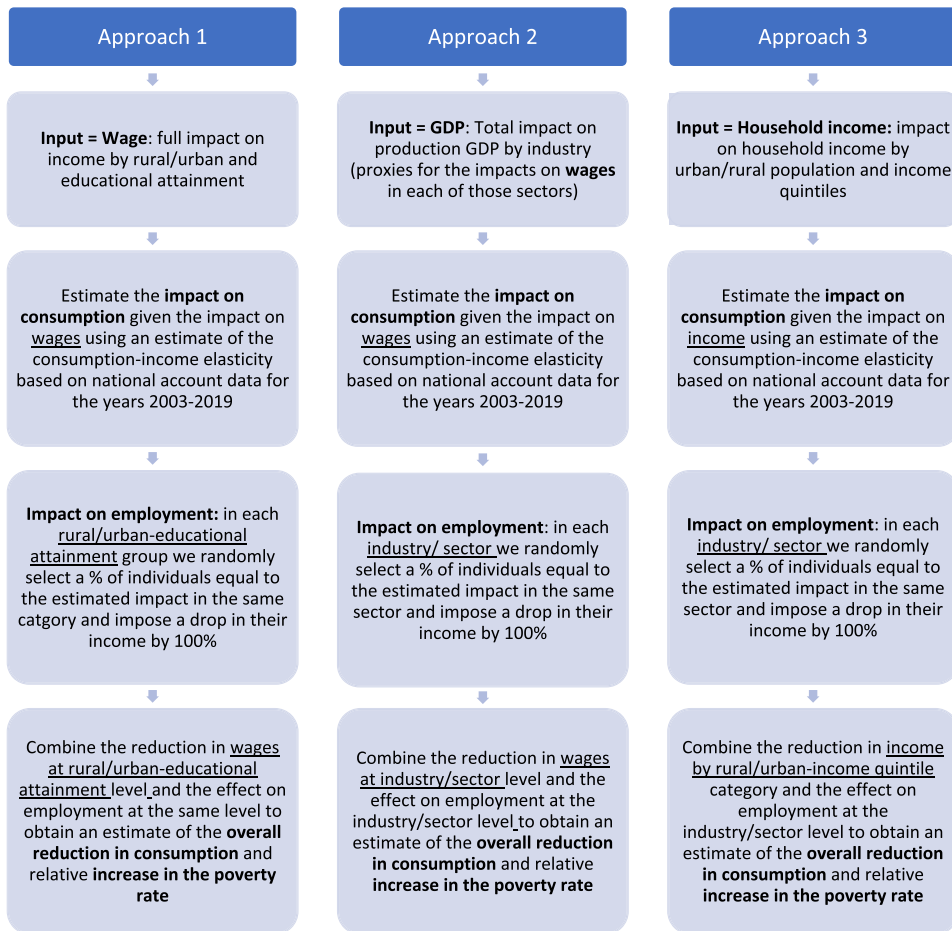 Approach 1
Input = Wage: full impact on
income by rural/urban and
educational attainment
Estimate the impact on
consumption given the impact on
wages using an estimate of the
consumption-income elasticity
based on national account data for
the years 2003-2019
Impact on employment: in each
rural/urban-educational
attainment group we randomly
select a % of individuals equal to
the estimated impact in the same
catgory and impose a drop in their
income by 100%
Combine the reduction in wages
at rural/urban-educational
attainment level and the effect on
employment at the same level to
obtain an estimate of the overall
reduction in consumption and
relative increase in the poverty
rate
Approach 2
Input = GDP: Total impact on
production GDP by industry
(proxies for the impacts on wages
in each of those sectors)
Estimate the impact on
consumption given the impact on
wages using an estimate of the
consumption-income elasticity
based on national account data for
the years 2003-2019
Impact on employment: in each
industry/ sector we randomly
select a % of individuals equal to
the estimated impact in the same
sector and impose a drop in their
income by 100%
Combine the reduction in wages
at industry/sector level and the
effect on employment at the
industry/sector level to obtain an
estimate of the overall reduction
in consumption and relative
increase in the poverty rate
Approach 3
Input = Household income: impact
on household income by
urban/rural population and income
quintiles
Estimate the impact on
consumption given the impact on
income using an estimate of the
consumption-income elasticity
based on national account data for
the years 2003-2019
Impact on employment: in each
industry/ sector we randomly
select a % of individuals equal to
the estimated impact in the same
sector and impose a drop in their
income by 100%
Combine the reduction in income
by rural/urban-income quintile
category and the effect on
employment at the
industry/sector level to obtain an
estimate of the overall reduction
in consumption and relative
increase in the poverty rate